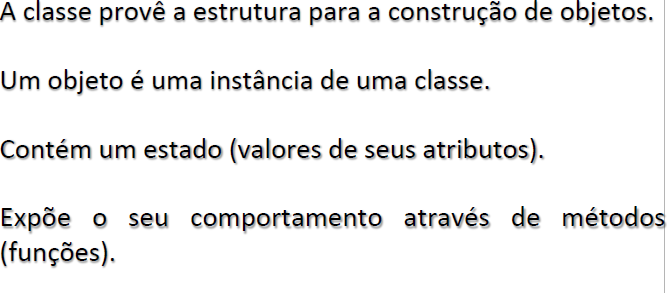 A classe provê a estrutura para a construção de objetos.
Um objeto é uma instância de uma classe.
Contém um estado (valores de seus atributos).
Expõe o seu comportamento através de métodos
(funções).